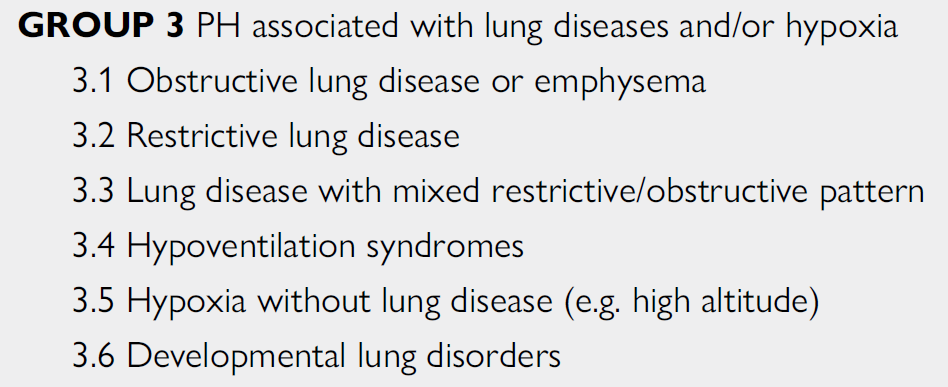 GROUP 3 PH associated with lung diseases and/or hypoxia
3.1 Obstructive lung disease or emphysema
3.2 Restrictive lung disease
3.3 Lung disease with mixed restrictive/obstructive pattern
3.4 Hypoventilation syndromes
3.5 Hypoxia without lung disease (e.g. high altitude)
3.6 Developmental lung disorders